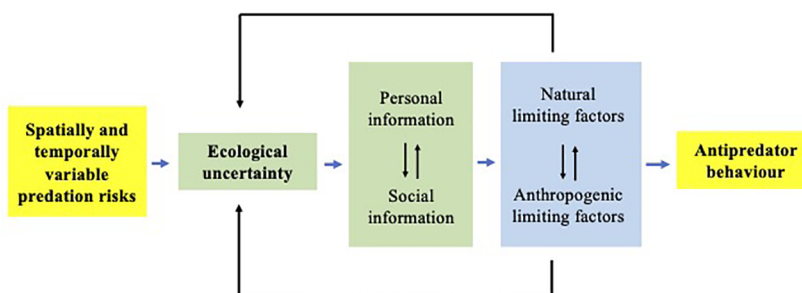 Spatially and
temporally
variable
predation risks
Ecological
uncertainty
Personal
information
Social
information
Natural
limiting factors
Anthropogenic
limiting factors
Antipredator
behaviour